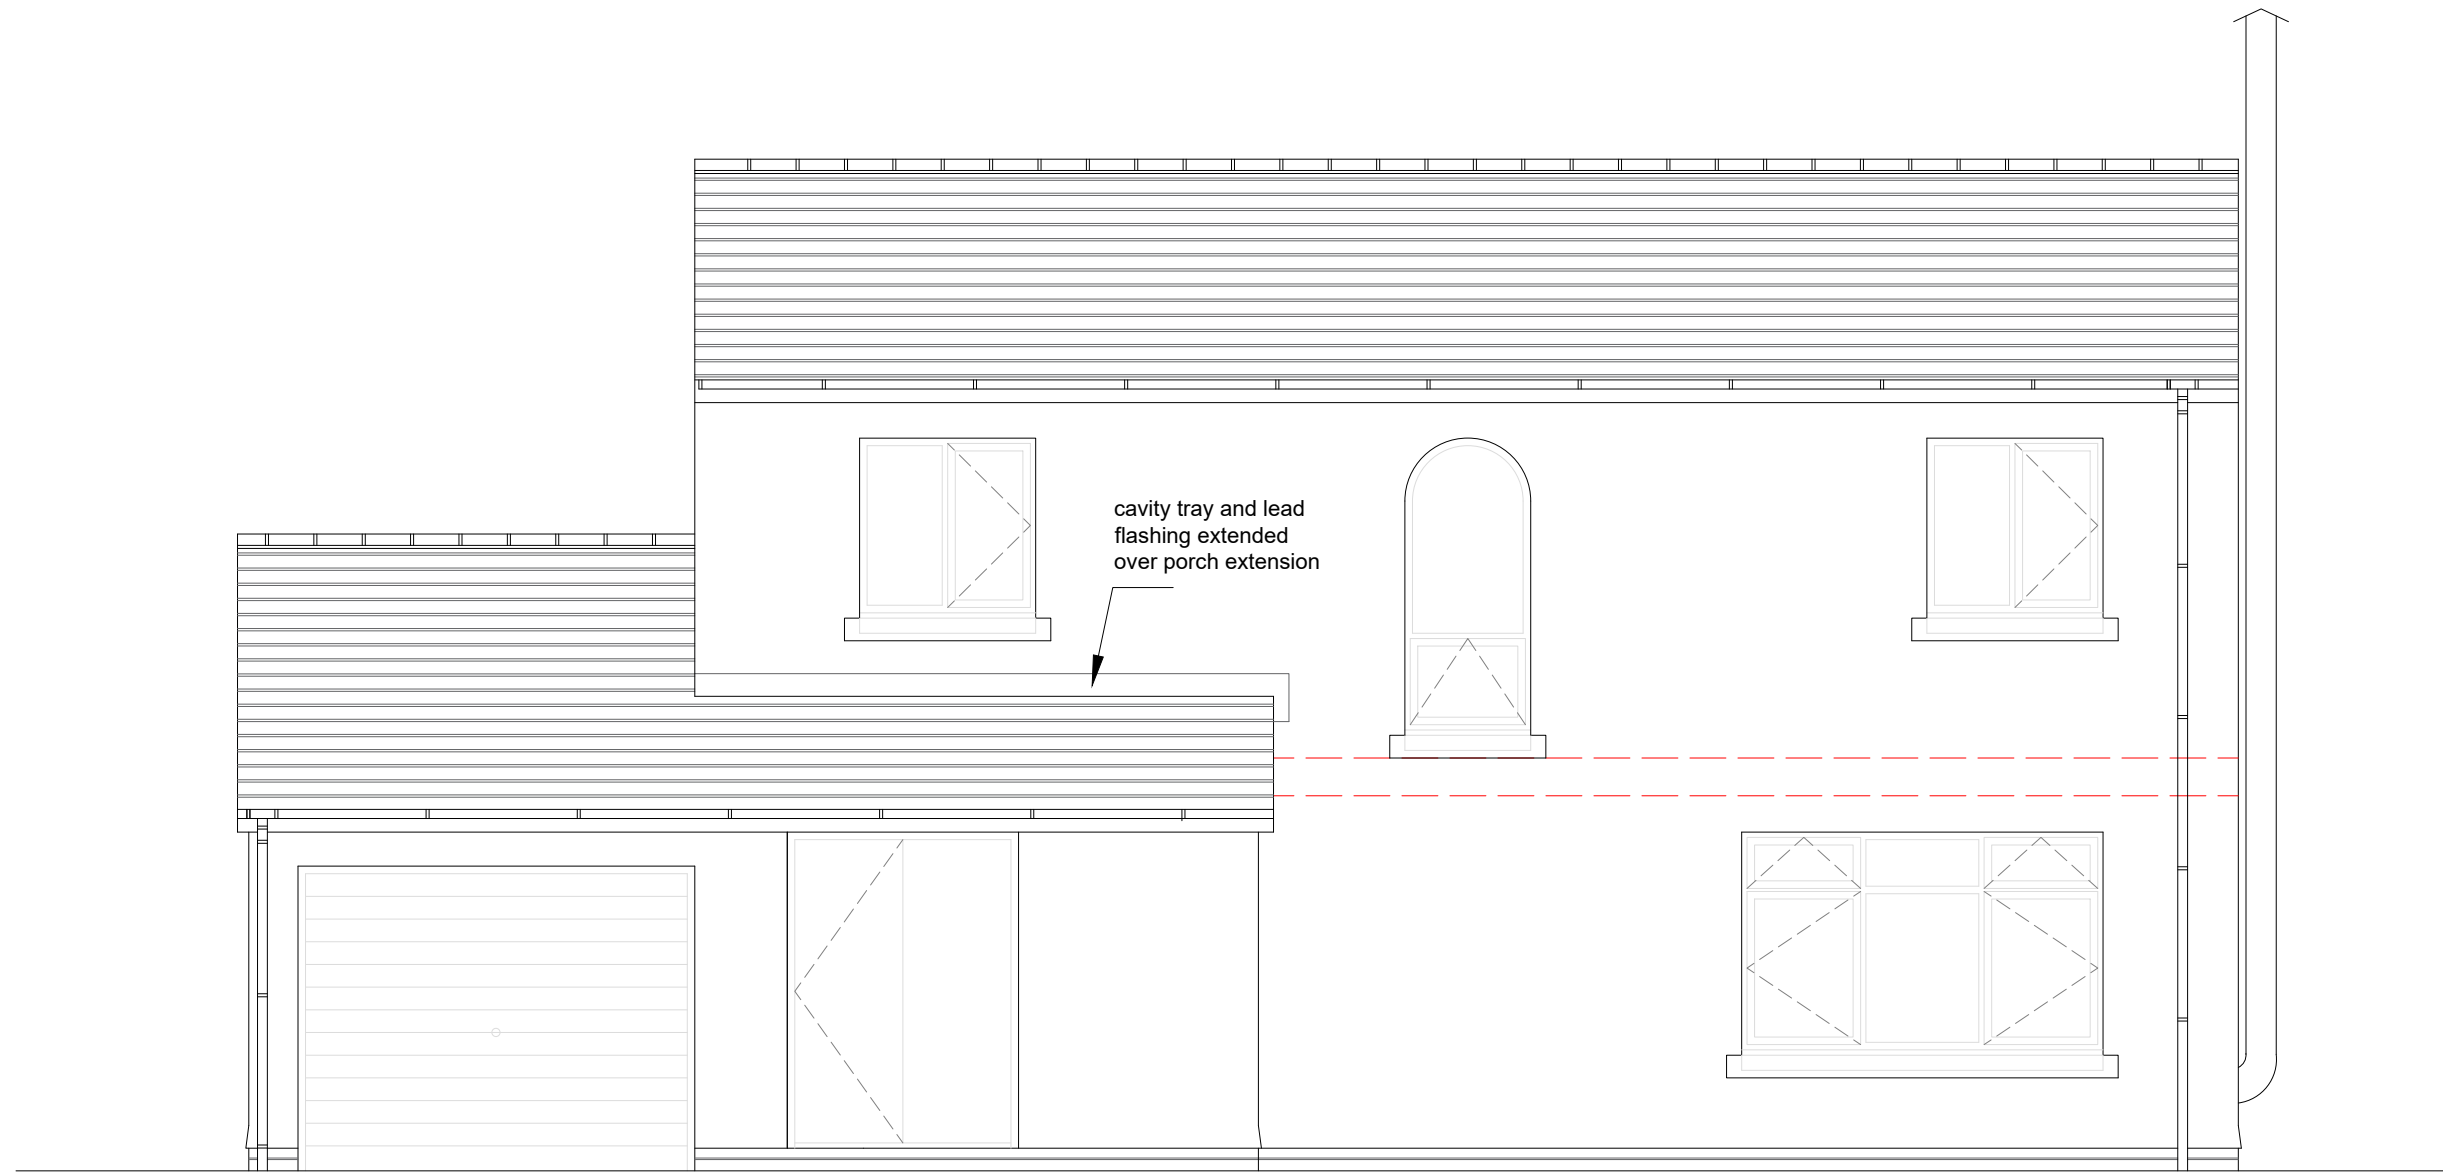 cavity tray and lead
flashing extended
over porch extension